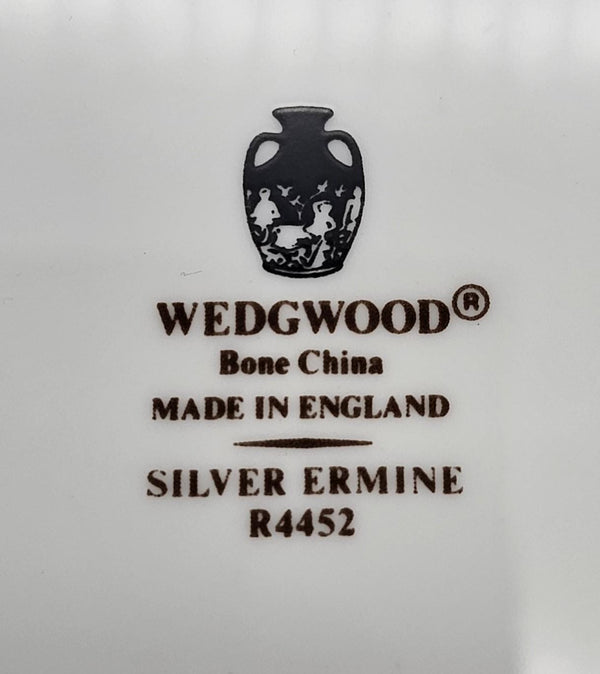 WEDGWOOD®
Bone China
MADE IN ENGLAND
SILVER ERMINE
R4452